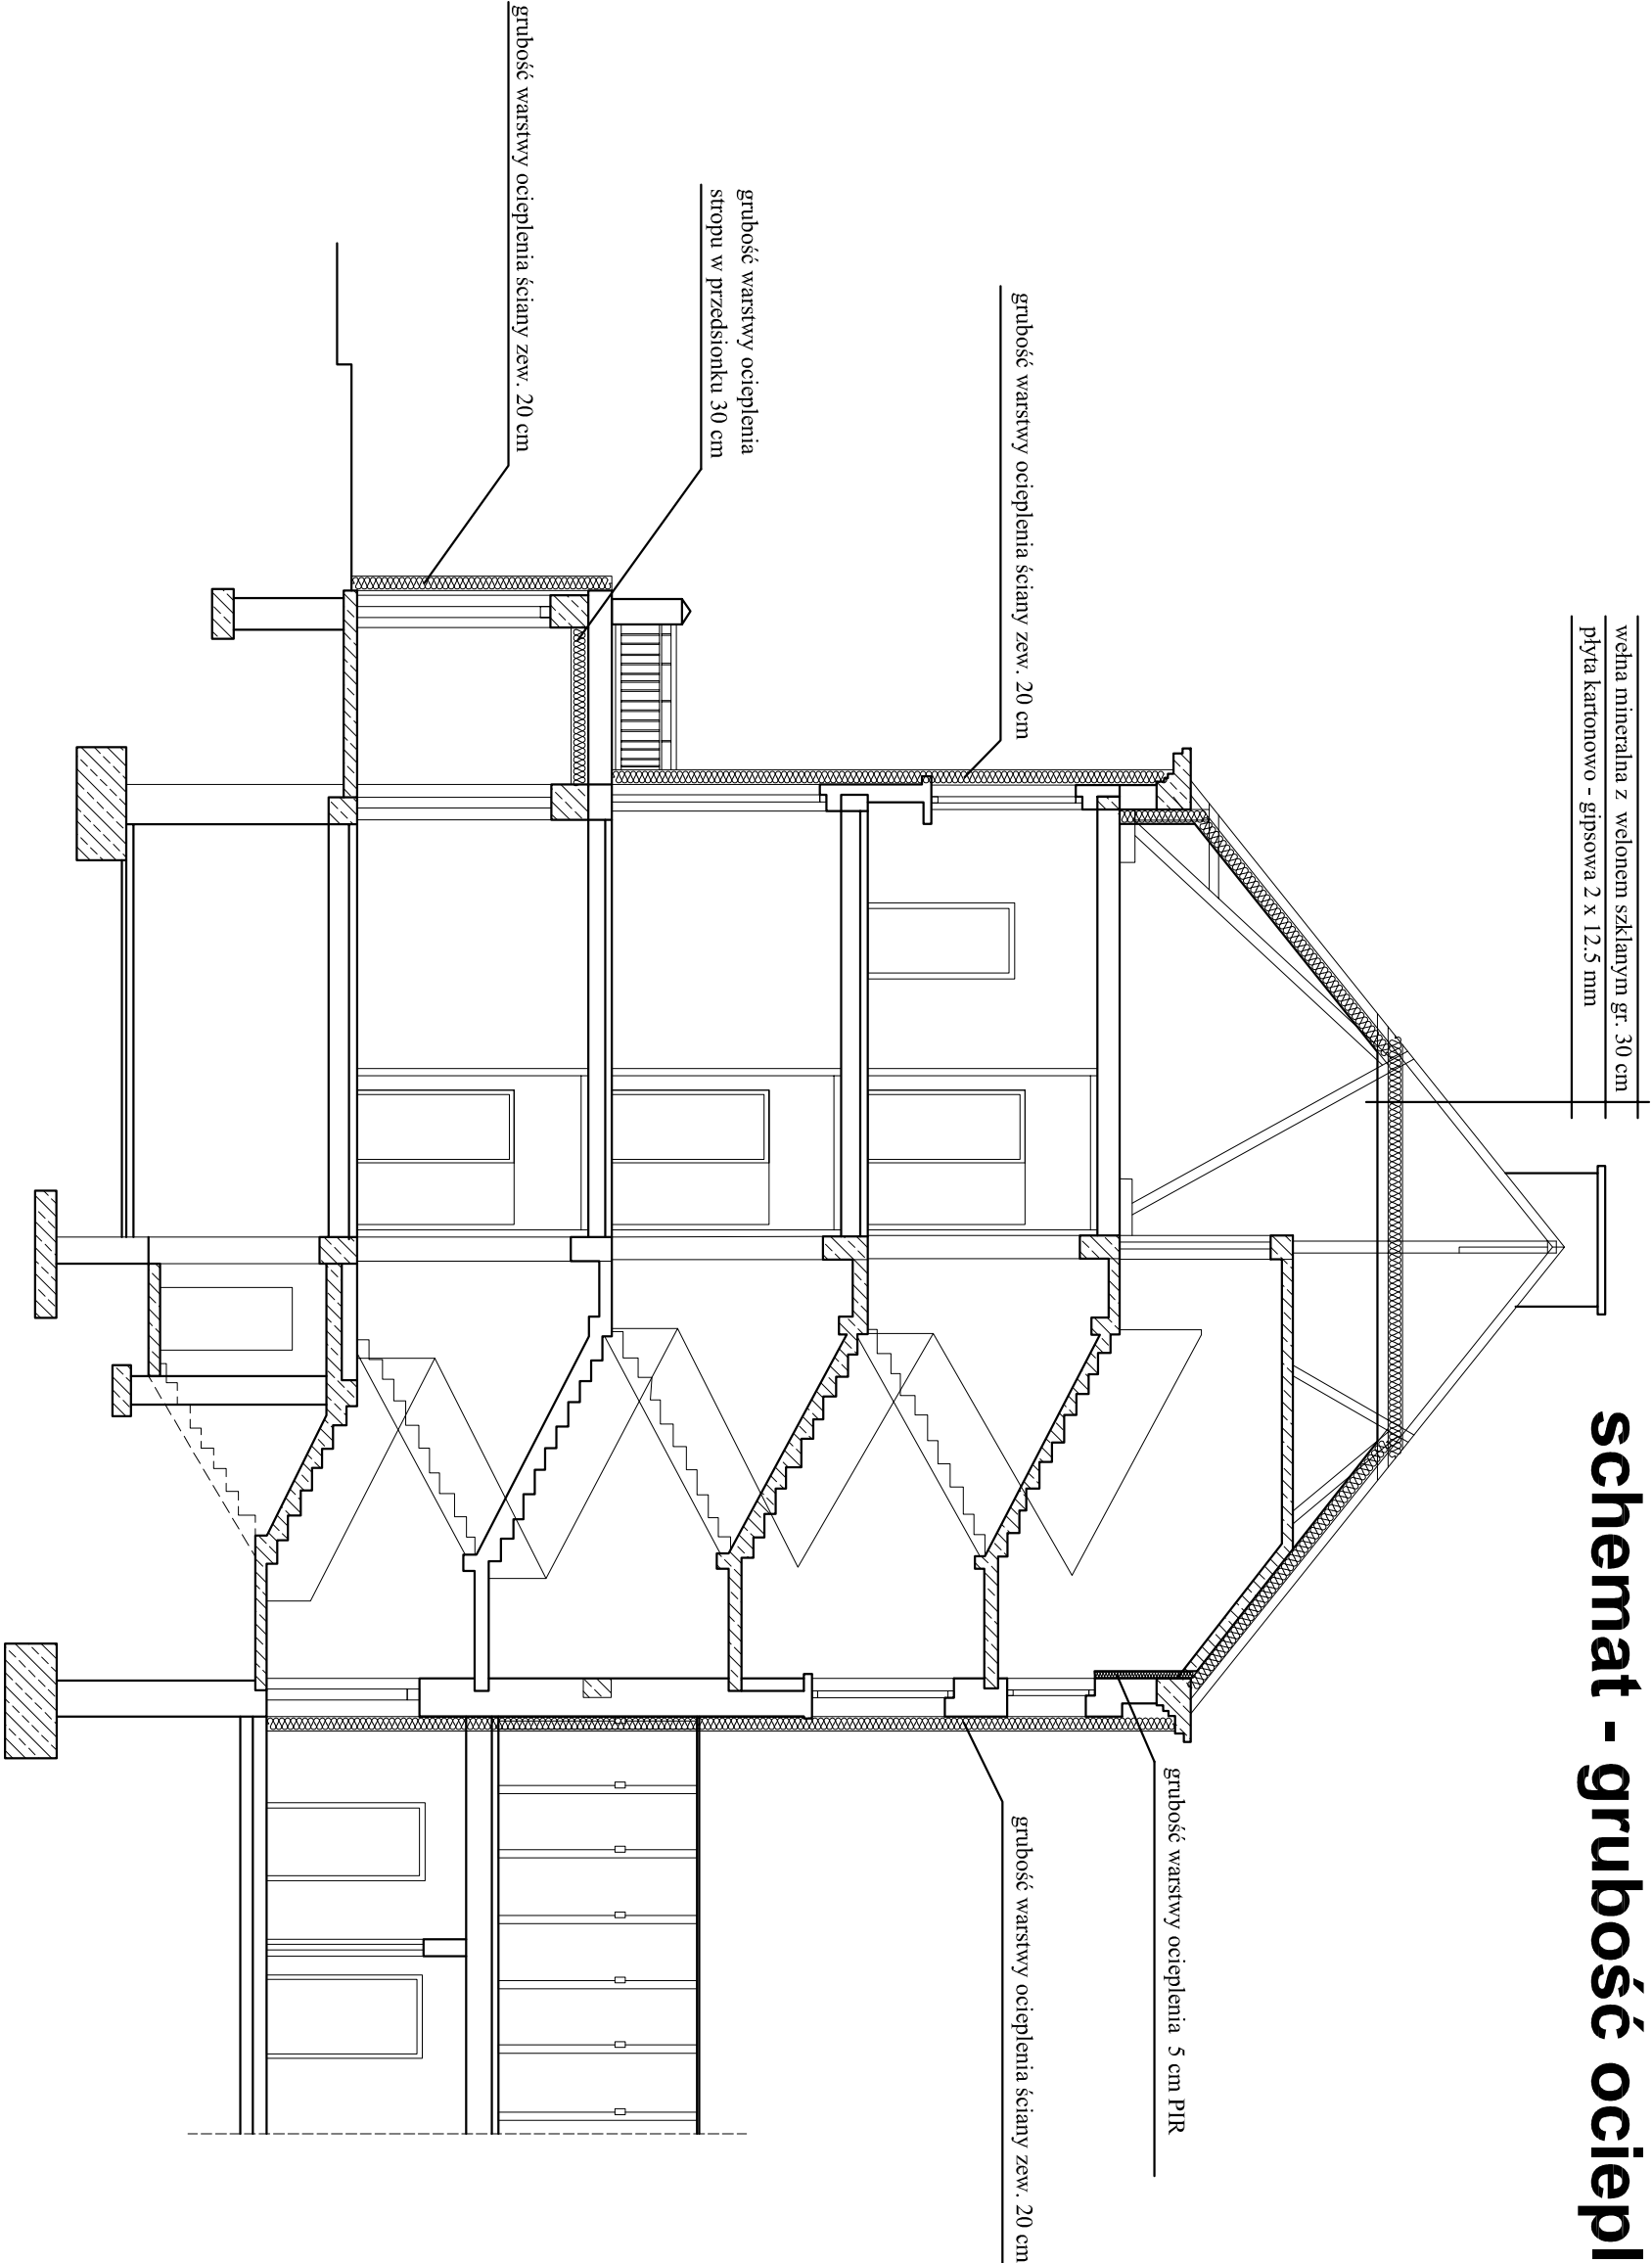 schemat - grubość ociepl
wełna mineralna z welonem szklanym gr. 30 cm
płyta kartonowo - gipsowa 2 x 12.5 mm
grubość warstwy ocieplenia 5 cm PIR
grubość warstwy ocieplenia ściany zew. 20 cm
grubość warstwy ocieplenia ściany zew. 20 cm
grubość warstwy ocieplenia
stropu w przedsionku 30 cm
grubość warstwy ocieplenia ściany zew. 20 cm